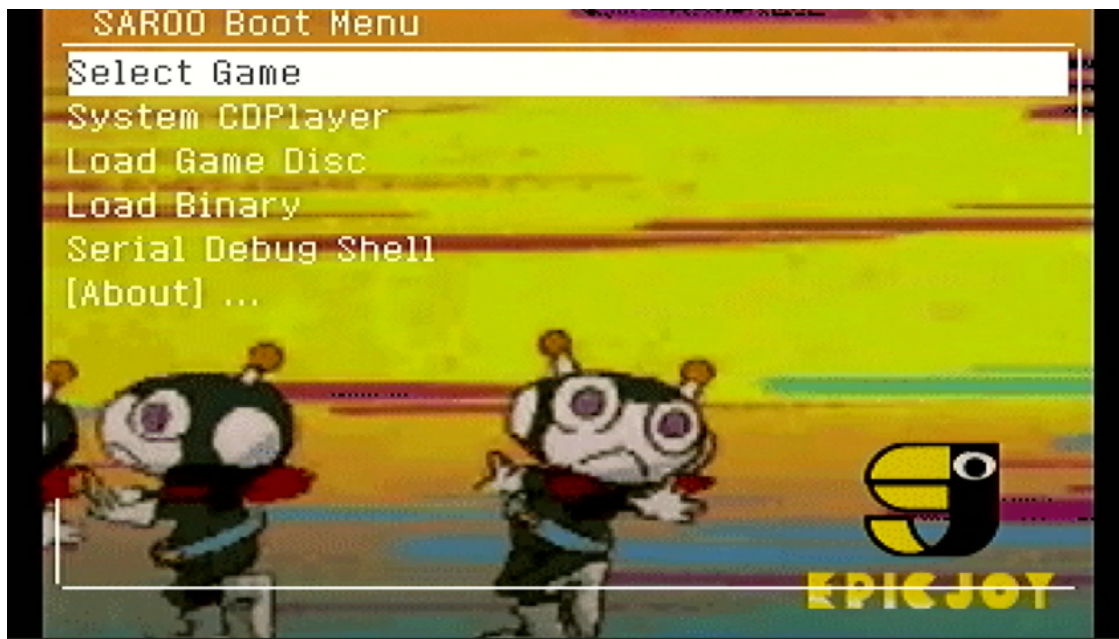 SAROO Boot Menu
Select Game
System CDPlayer
Load Game Disc
Load Binary
Serial Debug Shell
[About] ...
EPICJOY